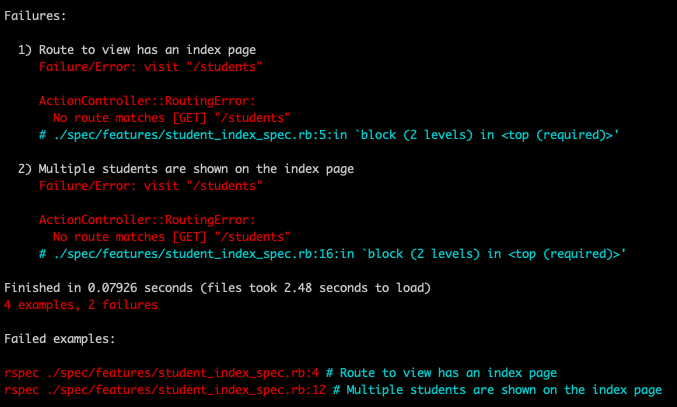 Failures:
1) Route to view has an index page
Failure/Error: visit "/students"
ActionController::RoutingError:
No route matches [GET] "/students"
# ./spec/features/student_index_spec.rb:5:in `block (2 levels) in <top (required)>'
2) Multiple students are shown on the index page
Failure/Error: visit "/students"
ActionController::RoutingError:
No route matches [GET] "/students"
# ./spec/features/student_index_spec.rb:16:in `block (2 levels) in <top (required)>'
Finished in 0.07926 seconds (files took 2.48 seconds to load)
4 examples, 2 failures
Failed examples:
rspec ./spec/features/student_index_spec.rb:4 # Route to view has an index page
rspec ./spec/features/student_index_spec.rb:12 # Multiple students are shown on the index page